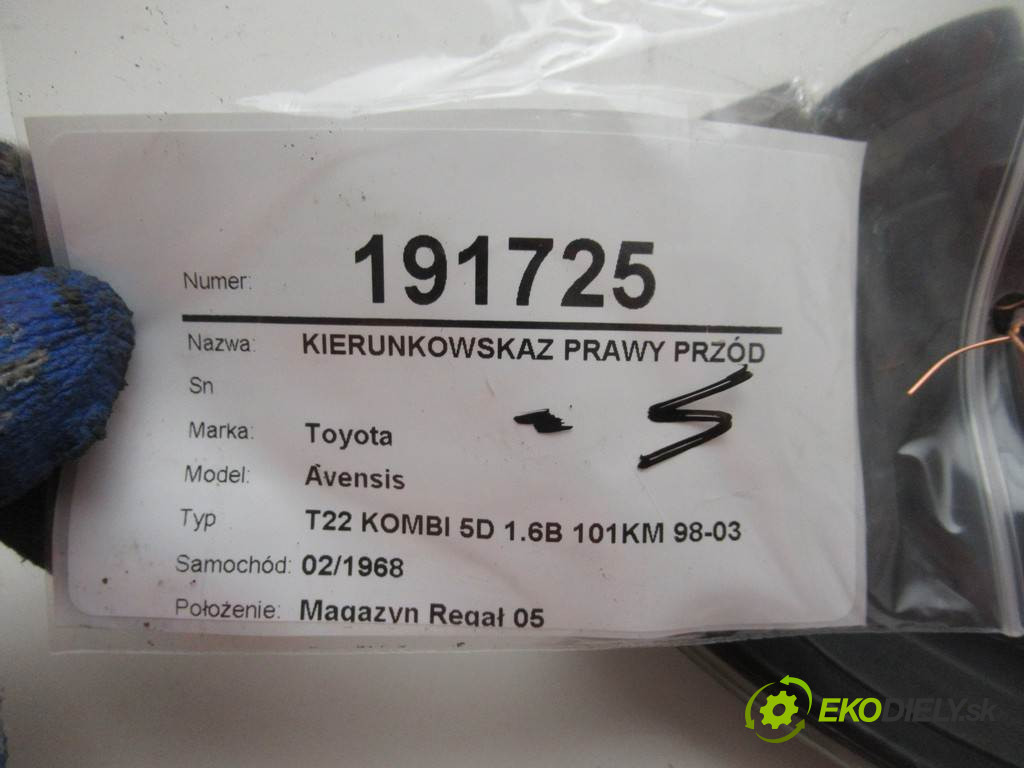 Numer: 191725
Nazwa: KIERUNKOWSKAZ PRAWY PRZÓD
Sn
- S
Marka: Toyota
Model: Avensis
Typ T22 KOMBI 5D 1.6B 101KM 98-03
Samochód: 02/1968
Położenie: Magazyn Regał 05
EKODIELY.sk